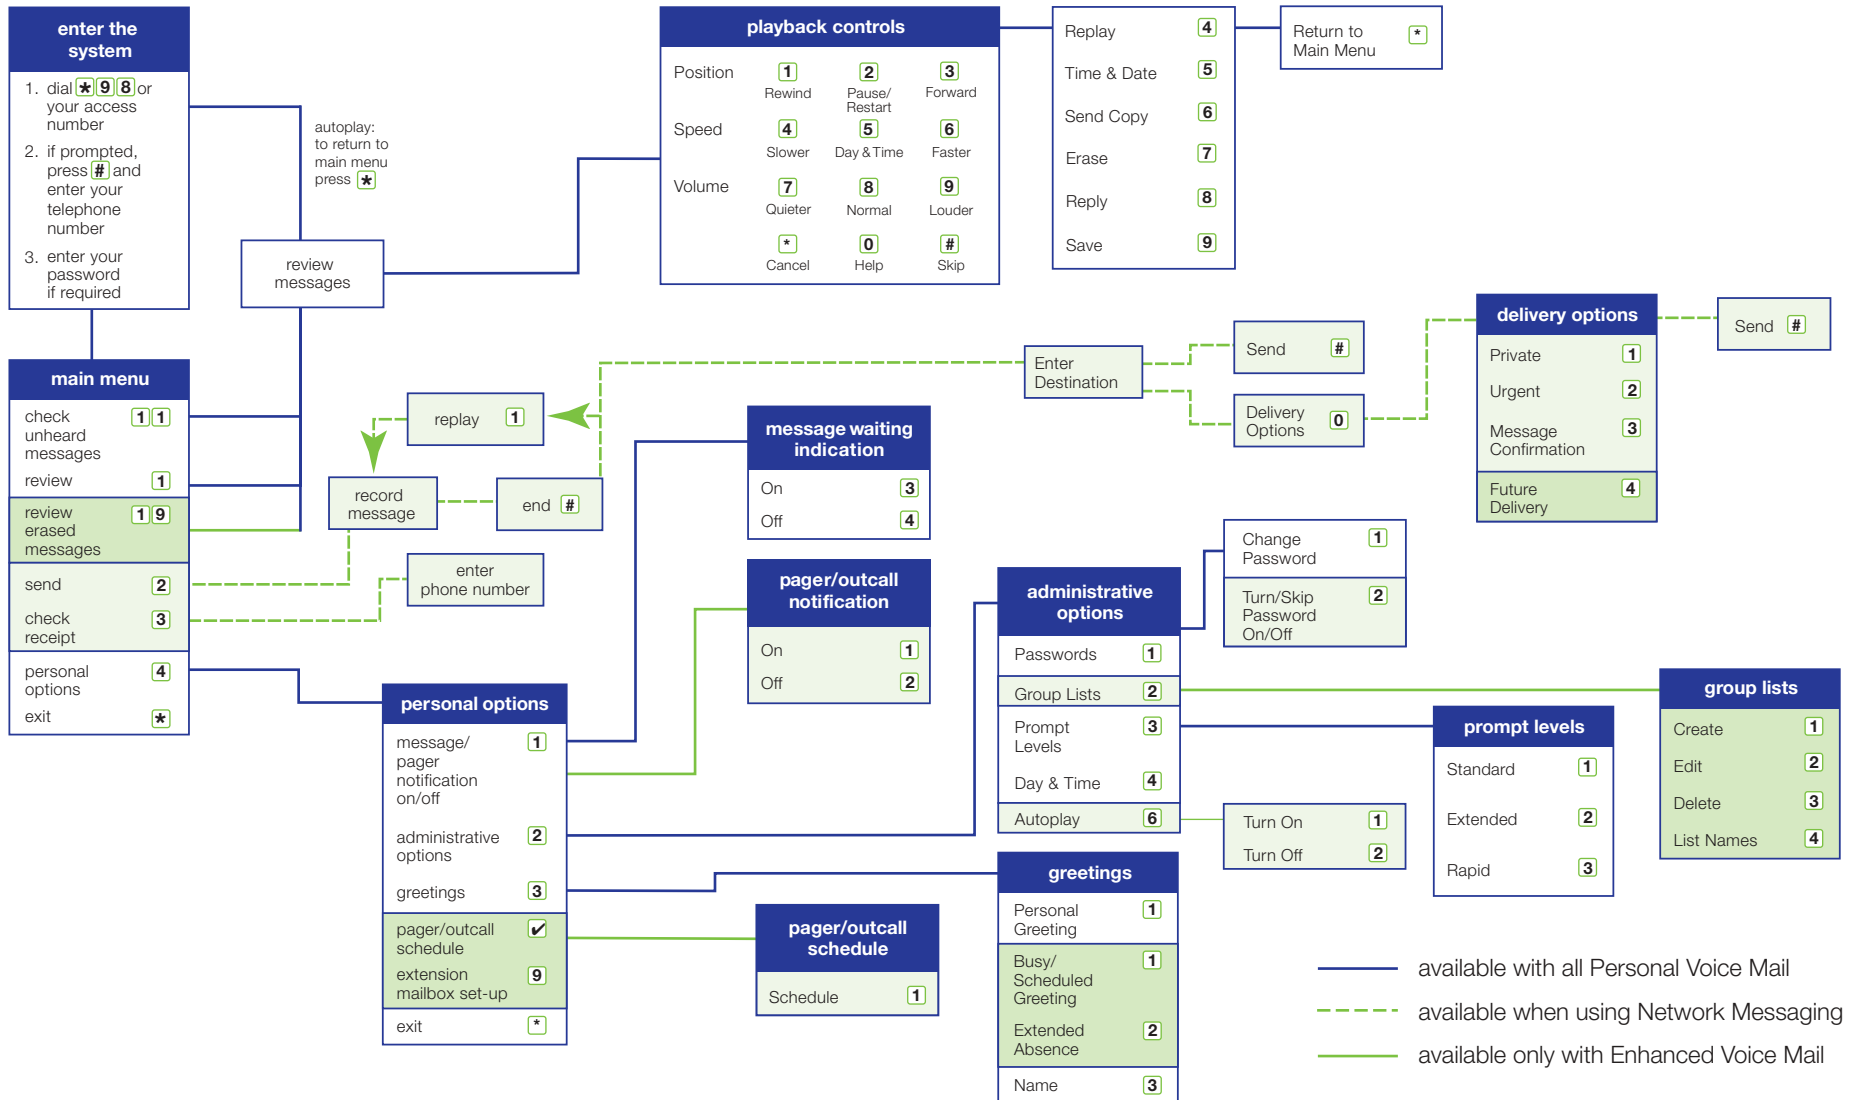 enter the
system
1. dial * 9 8 or
your access
number
2. if prompted,
press # and
enter your
telephone
number
3. enter your
password
if required
autoplay:
to return to
main menu
press *
review
messages
playback controls
Position 1 2 3
Rewind Pause/ Forward
Restart
Speed 4 5 6
Slower Day & Time Faster
Volume 7 8 9
Quieter Normal Louder
* 0 #
Cancel Help Skip
Replay 4
Time & Date 5
Send Copy 6
Erase 7
Reply 8
Save 9
Return to *
Main Menu
main menu
check 1 1
unheard
messages
review 1
review 1 9
erased
messages
send 2
check 3
receipt
personal 4
options
exit *
replay 1
record
message
end #
enter
phone number
Enter
Destination
Send #
Delivery 0
Options
delivery options
Private 1
Urgent 2
Message 3
Confirmation
Future 4
Delivery
Send #
message waiting
indication
On 3
Off 4
pager/outcall
notification
On 1
Off 2
personal options
message/ 1
pager
notification
on/off
administrative 2
options
greetings 3
pager/outcall ✔
schedule
extension 9
mailbox set-up
exit *
pager/outcall
schedule
Schedule 1
administrative
options
Passwords 1
Group Lists 2
Prompt 3
Levels
Day & Time 4
Autoplay 6
Change 1
Password
Turn/Skip 2
Password
On/Off
Turn On 1
Turn Off 2
greetings
Personal 1
Greeting
Busy/ 1
Scheduled
Greeting
Extended 2
Absence
Name 3
prompt levels
Standard 1
Extended 2
Rapid 3
group lists
Create 1
Edit 2
Delete 3
List Names 4
available with all Personal Voice Mail
available when using Network Messaging
available only with Enhanced Voice Mail